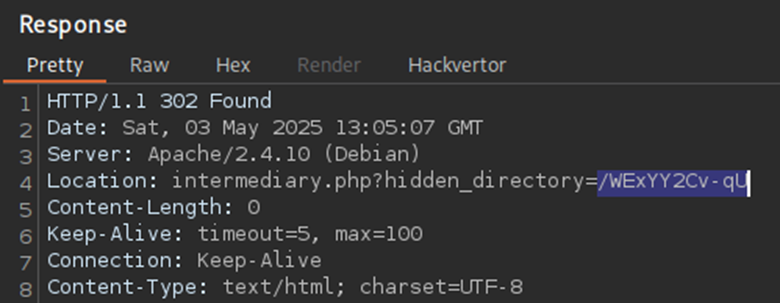 Response
Pretty Raw Hex Render Hackvertor
1 HTTP/1.1 302 Found
2 Date: Sat, 03 May 2025 13:05:07 GMT
3 Server: Apache/2.4.10 (Debian)
4 Location: intermediary.php?hidden_directory=/WExYY2Cv-qU
5 Content-Length: 0
6 Keep-Alive: timeout=5, max=100
7 Connection: Keep-Alive
8 Content-Type: text/html; charset=UTF-8